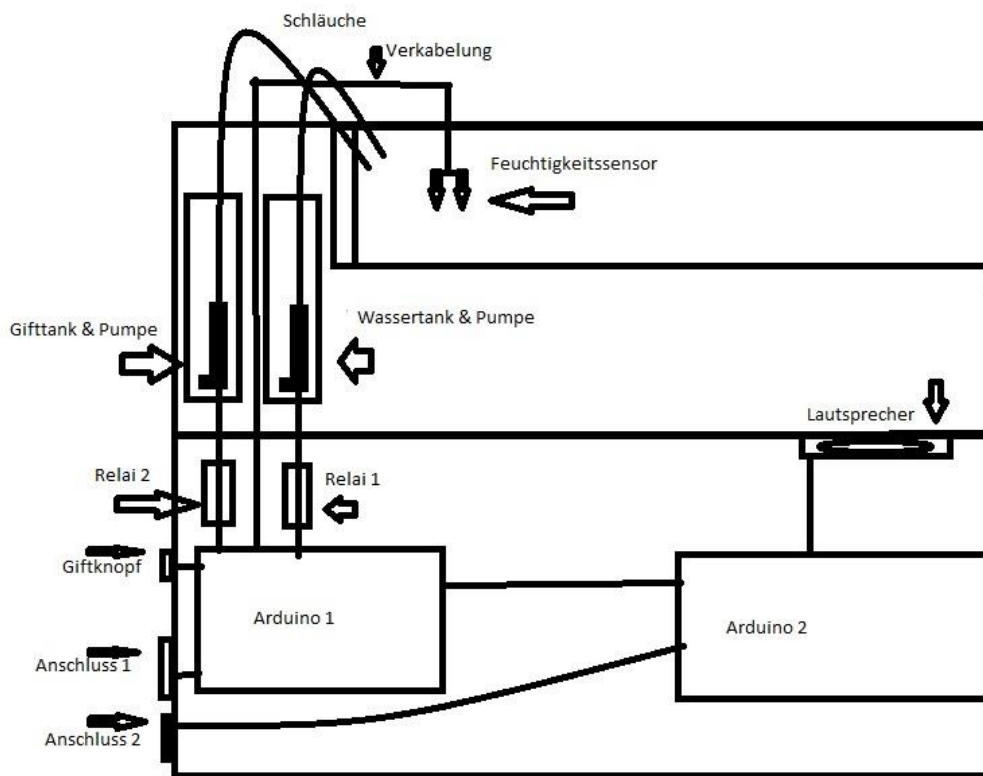 Schläuche
Verkabelung
Feuchtigkeitssensor
Gifttank & Pumpe
Wassertank & Pumpe
Lautsprecher
Relai 2
Relai 1
Giftknopf
Arduino 1
Arduino 2
Anschluss 1
Anschluss 2